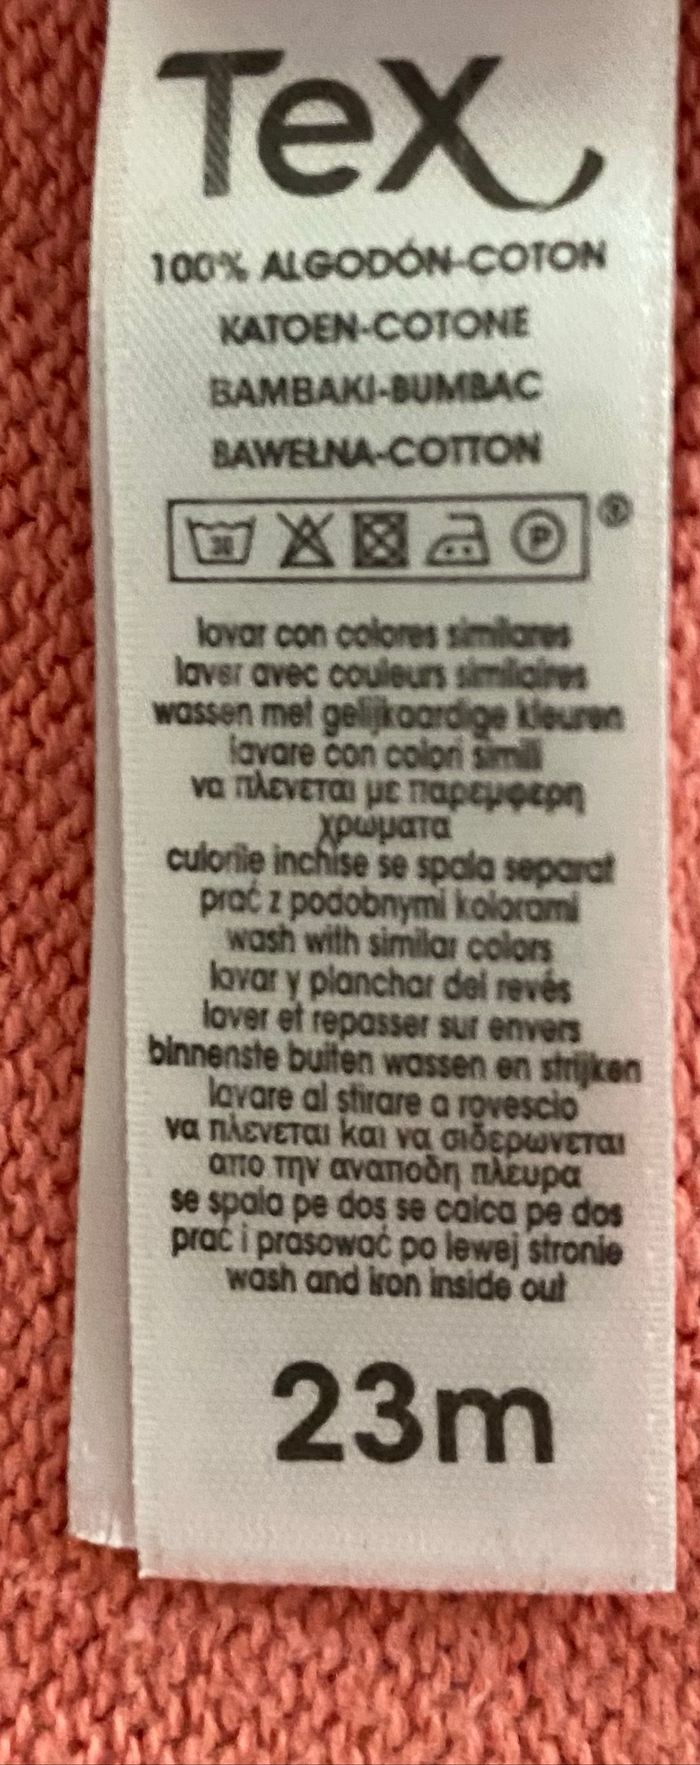 Tex
100% ALGODÓN-COTON
KATOEN-COTONE
BAMBAKI-BUMBAC
BAWEŁNA-COTTON
30 P ®
lavar con colores similares
laver avec couleurs similaires
wassen met gelijkaardige kleuren
lavare con colori simili
να πλενεται με παρεμφερη
χρωματα
culorile inchise se spala separat
prać z podobnymi kolorami
wash with similar colors
lavar y planchar del revés
laver et repasser sur envers
binnenste buiten wassen en strijken
lavare al stirare a rovescio
να πλενεται και να σιδερωνεται
απο την αναποδη πλευρα
se spala pe dos se calca pe dos
prać i prasować po lewej stronie
wash and iron inside out
23m